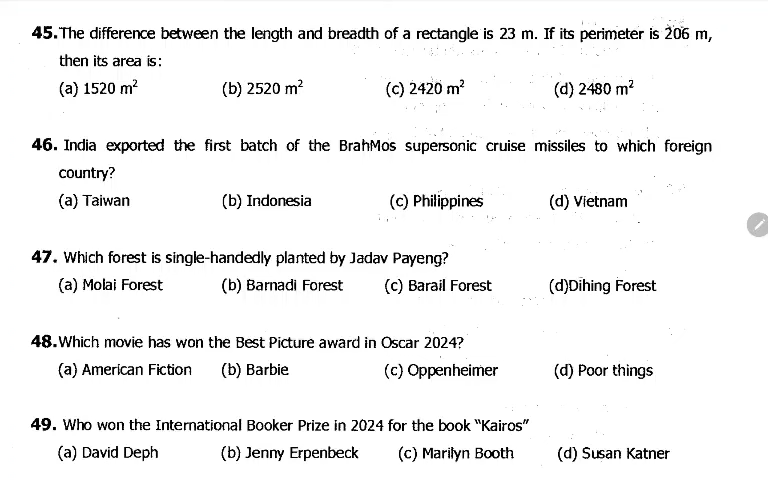 45. The difference between the length and breadth of a rectangle is 23 m. If its perimeter is 206 m,
then its area is:
(a) 1520 m² (b) 2520 m² (c) 2420 m² (d) 2480 m²
46. India exported the first batch of the BrahMos supersonic cruise missiles to which foreign
country?
(a) Taiwan (b) Indonesia (c) Philippines (d) Vietnam
47. Which forest is single-handedly planted by Jadav Payeng?
(a) Molai Forest (b) Barnadi Forest (c) Barail Forest (d)Dihing Forest
48. Which movie has won the Best Picture award in Oscar 2024?
(a) American Fiction (b) Barbie (c) Oppenheimer (d) Poor things
49. Who won the International Booker Prize in 2024 for the book "Kairos"
(a) David Deph (b) Jenny Erpenbeck (c) Marilyn Booth (d) Susan Katner